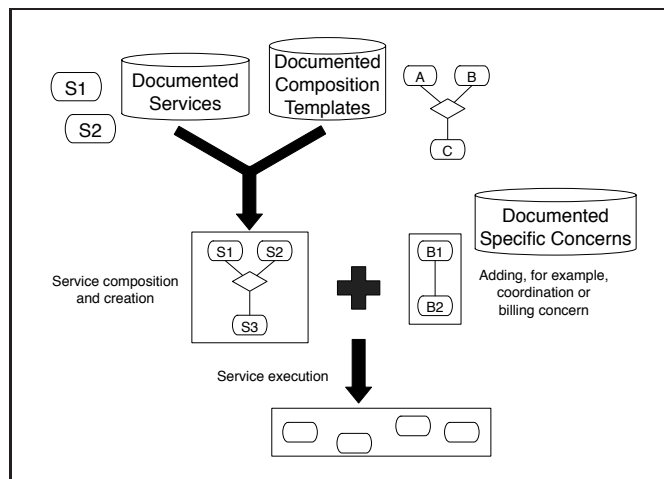 S1
S2
Documented
Services
Documented
Composition
Templates
A
B
C
S1
S2
S3
Service composition
and creation
B1
B2
Documented
Specific Concerns
Adding, for example,
coordination or
billing concern
Service execution